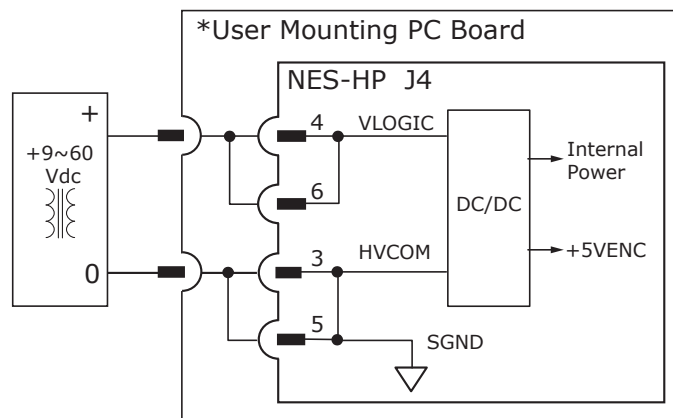 *User Mounting PC Board
NES-HP J4
+
+9~60
Vdc
0
4
VLOGIC
6
3
HVCOM
5
SGND
DC/DC
Internal
Power
+5VENC